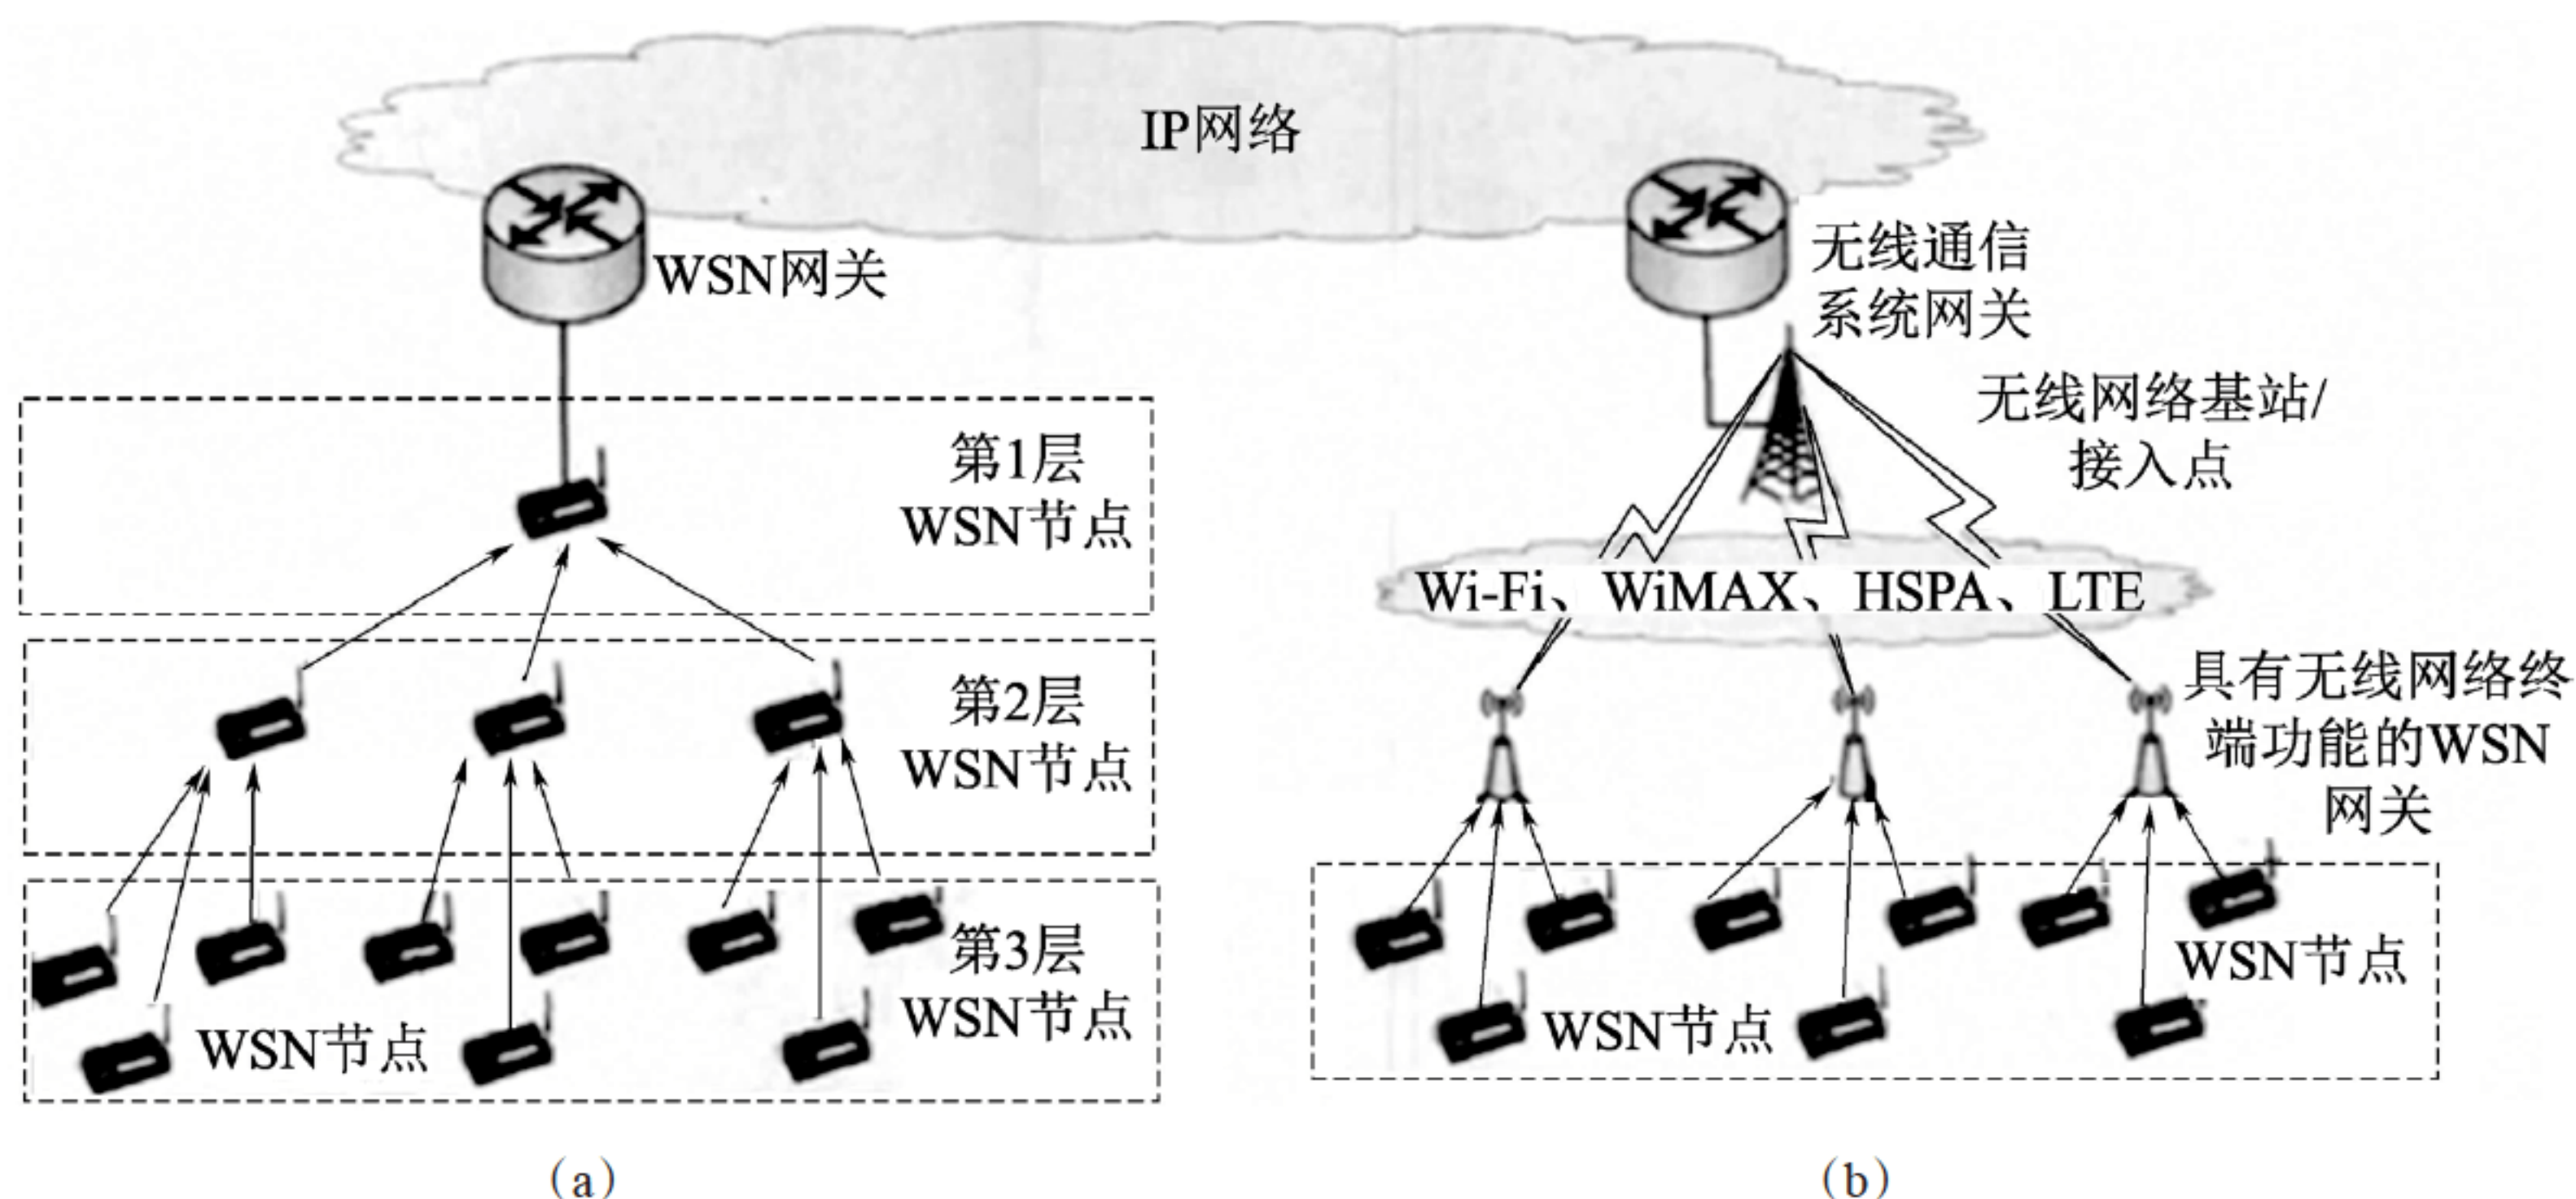 IP网络
WSN网关
无线通信
系统网关
无线网络基站/
接入点
第1层
WSN节点
Wi-Fi、WiMAX、HSPA、LTE
第2层
WSN节点
具有无线网络终
端功能的WSN
网关
第3层
WSN节点
WSN节点
WSN节点
WSN节点
(a)
(b)